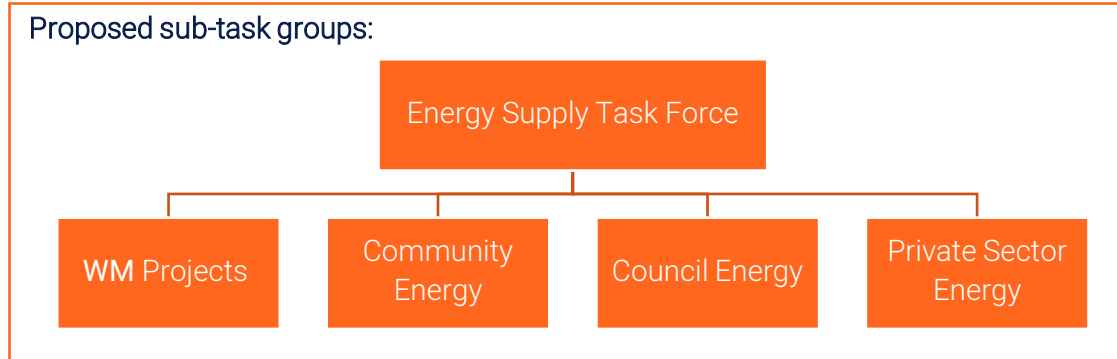 Proposed sub-task groups:
Energy Supply Task Force
WM Projects
Community
Energy
Council Energy
Private Sector
Energy